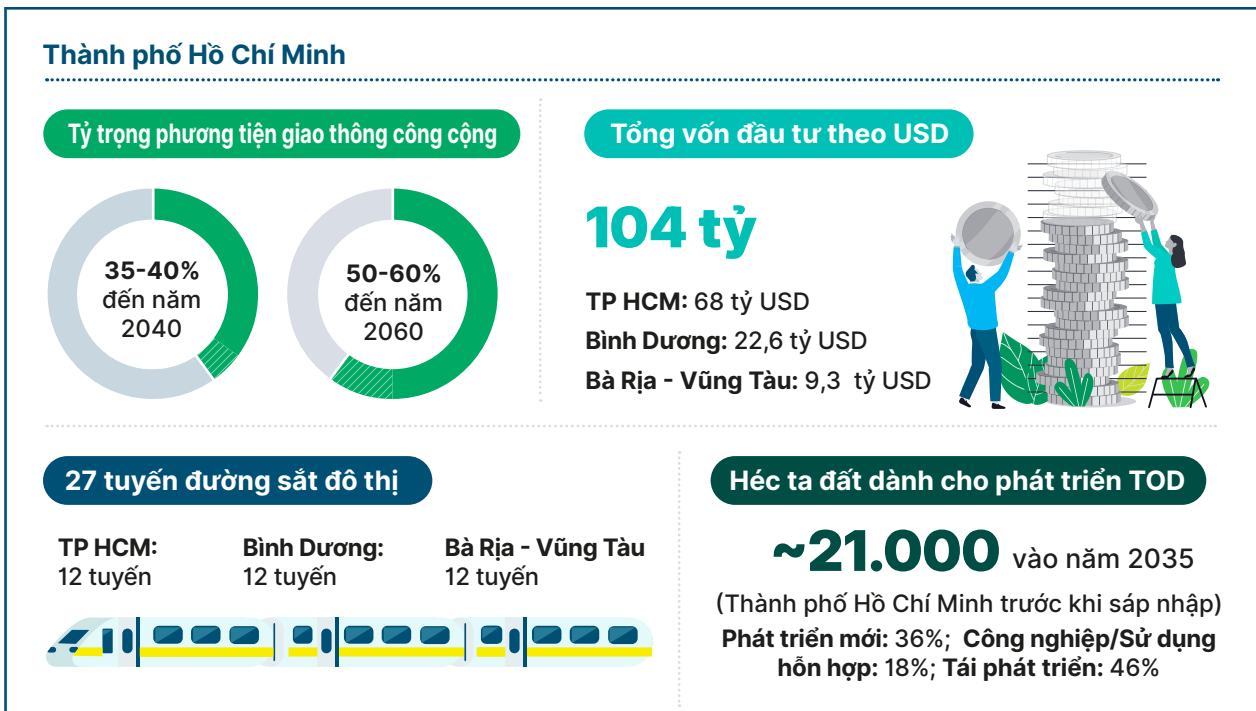 Thành phố Hồ Chí Minh
Tỷ trọng phương tiện giao thông công cộng
35-40%
đến năm
2040
50-60%
đến năm
2060
Tổng vốn đầu tư theo USD
104 tỷ
TP HCM: 68 tỷ USD
Bình Dương: 22,6 tỷ USD
Bà Rịa - Vũng Tàu: 9,3 tỷ USD
27 tuyến đường sắt đô thị
TP HCM:
12 tuyến
Bình Dương:
12 tuyến
Bà Rịa - Vũng Tàu
12 tuyến
Héc ta đất dành cho phát triển TOD
~21.000 vào năm 2035
(Thành phố Hồ Chí Minh trước khi sáp nhập)
Phát triển mới: 36%; Công nghiệp/Sử dụng
hỗn hợp: 18%; Tái phát triển: 46%